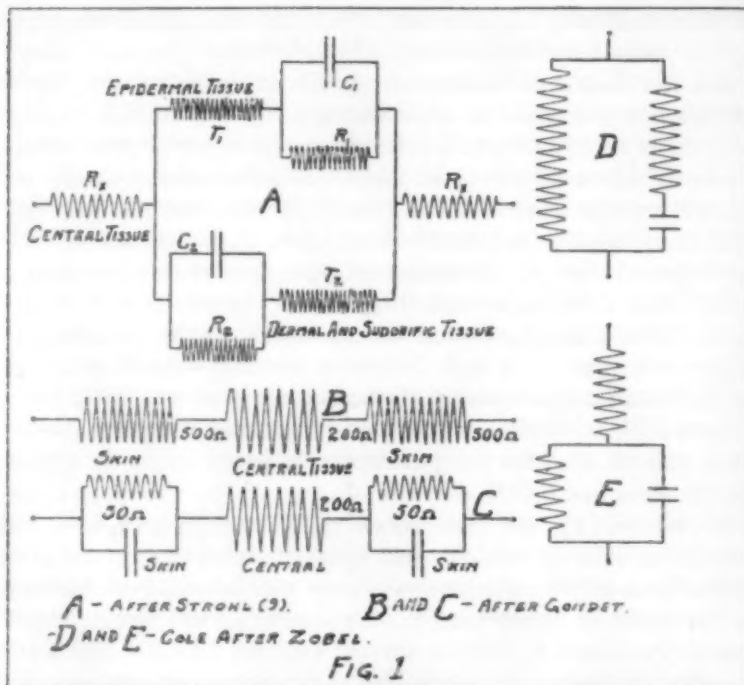 EPIDERMAL TISSUE
C₁
T₁
R₁
Rx
A
Rx
D
CENTRAL TISSUE
C₂
T₂
R₂
DERMAL AND SUDORIFIC TISSUE
B
500Ω
200Ω
500Ω
SKIN
CENTRAL TISSUE
SKIN
50Ω
200Ω
50Ω
C
E
SKIN
CENTRAL
SKIN
A - AFTER STROHL (9).
B AND C - AFTER GONDET.
-D AND E - COLE AFTER ZOBEL.
FIG. 1